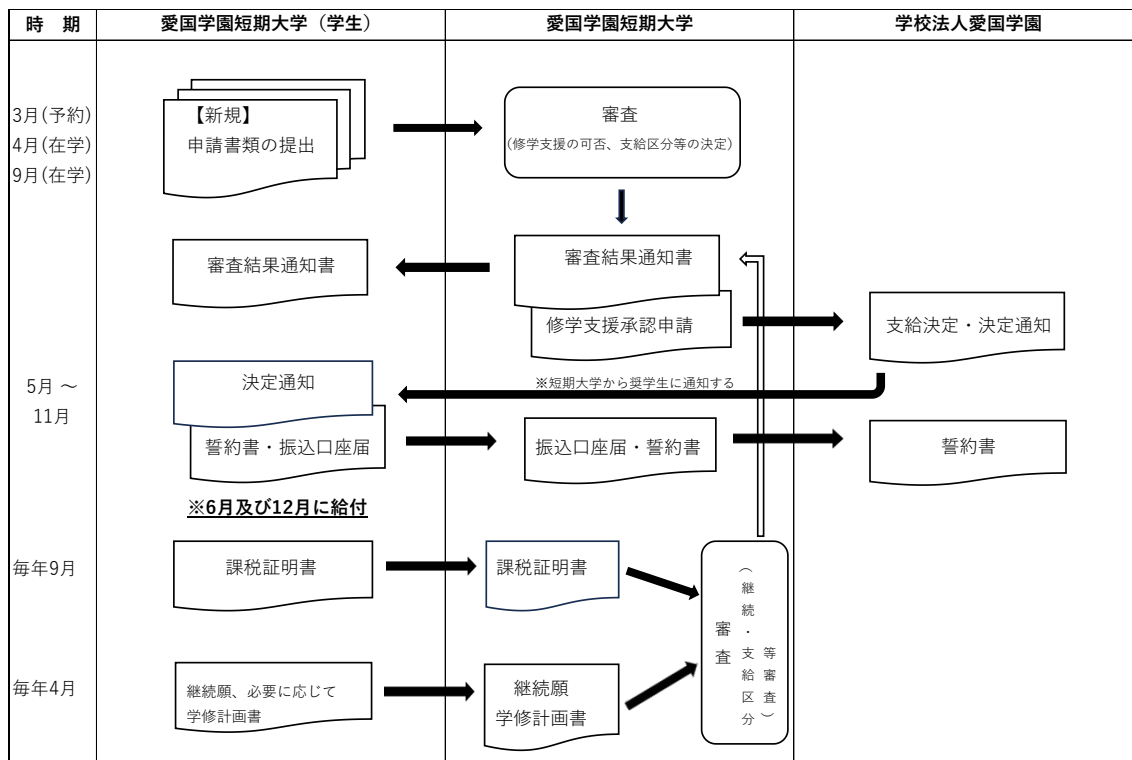 時　期
愛国学園短期大学（学生）
愛国学園短期大学
学校法人愛国学園
3月(予約)
4月(在学)
9月(在学)
【新規】
申請書類の提出
審査
(修学支援の可否、支給区分等の決定)
審査結果通知書
審査結果通知書
修学支援承認申請
支給決定・決定通知
5月 ～
11月
決定通知
※短期大学から奨学生に通知する
誓約書・振込口座届
振込口座届・誓約書
誓約書
※6月及び12月に給付
毎年9月
課税証明書
課税証明書
審査
（継続・支給区分
等審査）
毎年4月
継続願、必要に応じて
学修計画書
継続願
学修計画書